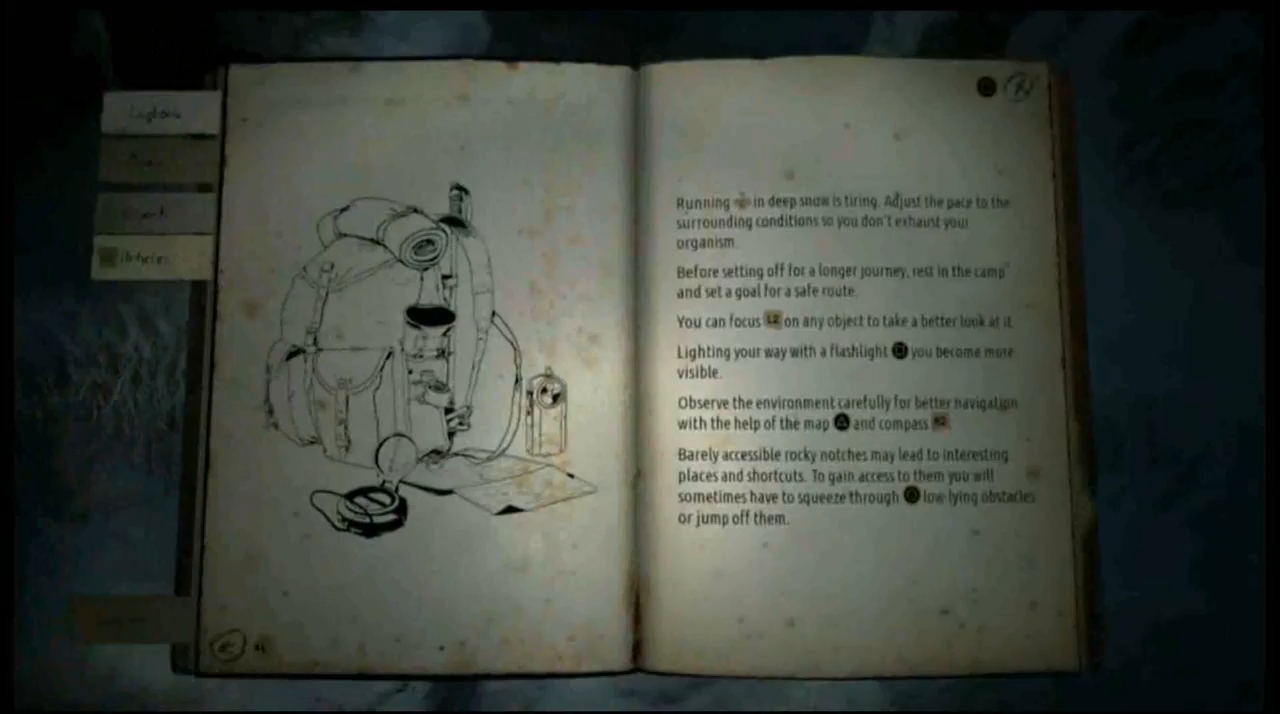 Running in deep snow is tiring. Adjust the pace to the
surrounding conditions so you don't exhaust your
organism.
Before setting off for a longer journey, rest in the camp
and set a goal for a safe route.
You can focus L2 on any object to take a better look at it.
Lighting your way with a flashlight you become more
visible.
Observe the environment carefully for better navigation
with the help of the map and compass R2
Barely accessible rocky notches may lead to interesting
places and shortcuts. To gain access to them you will
sometimes have to squeeze through low-lying obstacles
or jump off them.